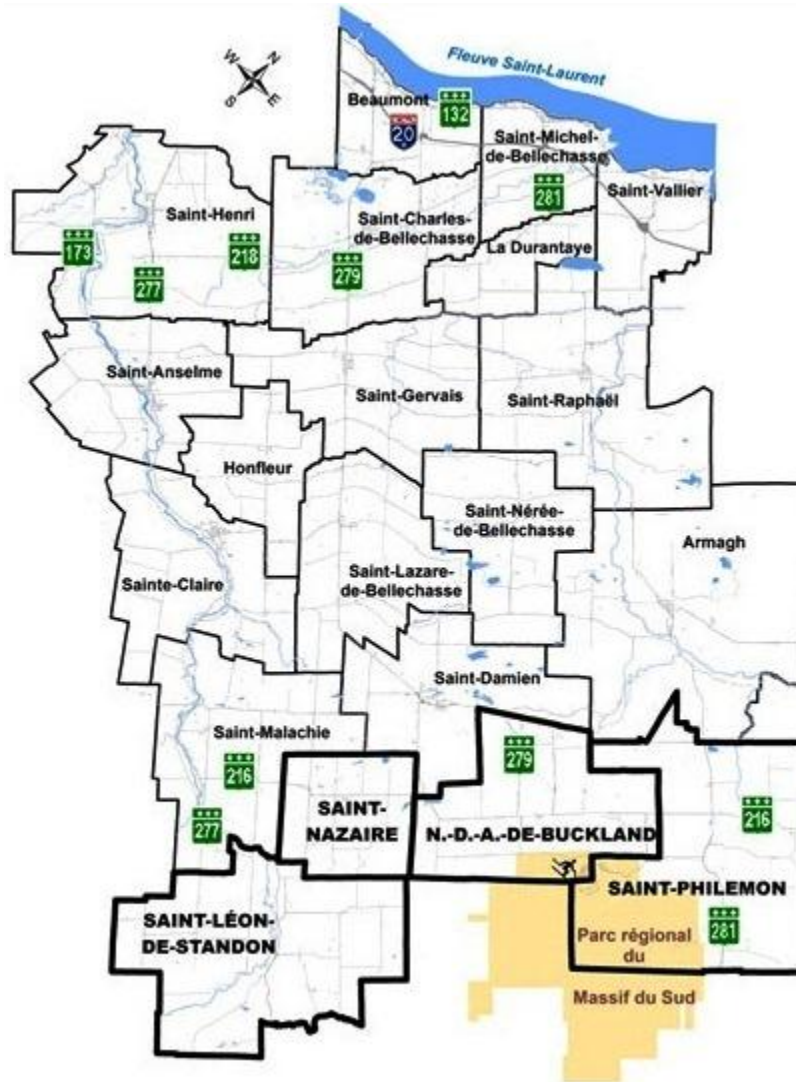 Fleuve Saint-Laurent
N
W
E
S
Beaumont
132
20
Saint-Michel-
de-Bellechasse
281
Saint-Vallier
Saint-Henri
173
277
218
Saint-Charles-
de-Bellechasse
279
La Durantaye
Saint-Anselme
Saint-Gervais
Saint-Raphaël
Honfleur
Saint-Nérée-
de-Bellechasse
Armagh
Sainte-Claire
Saint-Lazare-
de-Bellechasse
Saint-Damien
Saint-Malachie
216
277
279
SAINT-
NAZAIRE
N.-D.-A.-DE-BUCKLAND
216
SAINT-PHILEMON
281
SAINT-LÉON-
DE-STANDON
Parc régional
du
Massif du Sud